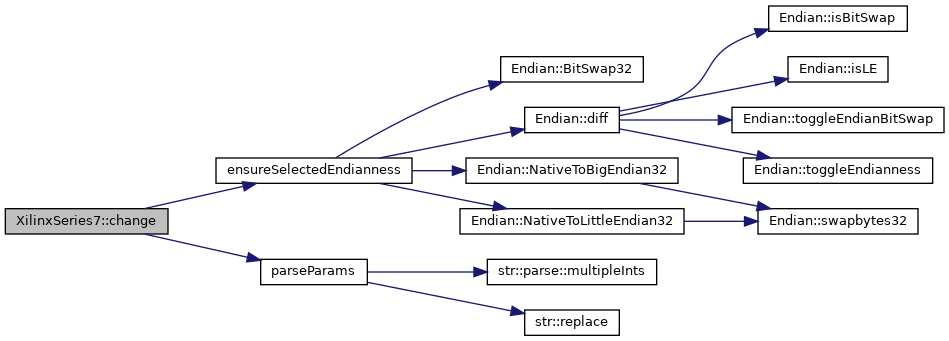 Endian::isBitSwap
Endian::BitSwap32
Endian::isLE
Endian::diff
Endian::toggleEndianBitSwap
ensureSelectedEndianness
Endian::NativeToBigEndian32
Endian::toggleEndianness
XilinxSeries7::change
Endian::NativeToLittleEndian32
Endian::swapbytes32
parseParams
str::parse::multipleInts
str::replace